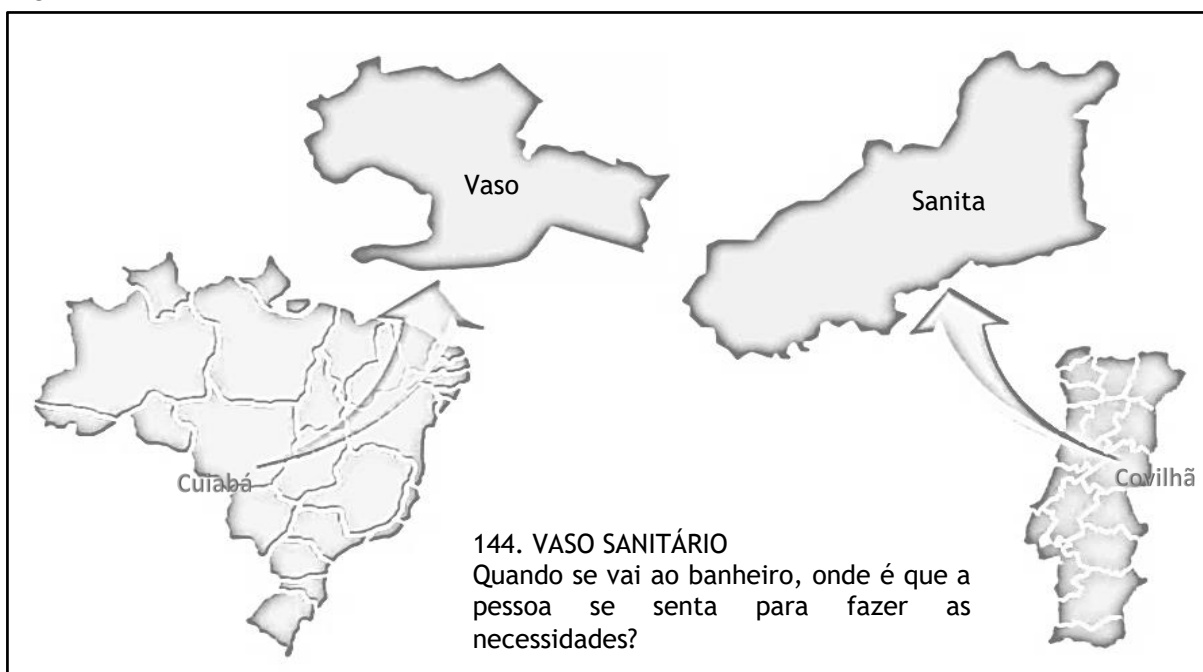 Vaso
Sanita
Cuiabá
Covilhã
144. VASO SANITÁRIO
Quando se vai ao banheiro, onde é que a
pessoa se senta para fazer as
necessidades?